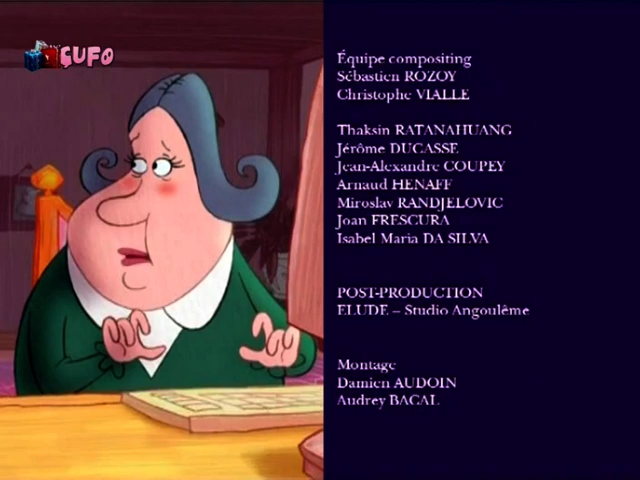 ÇUFO
Équipe compositing
Sébastien ROZOY
Christophe VIALLE
Thaksin RATANAHUANG
Jérôme DUCASSE
Jean-Alexandre COUPEY
Arnaud HENAFF
Miroslav RANDJELOVIC
Joan FRESCURA
Isabel Maria DA SILVA
POST-PRODUCTION
ELUDE – Studio Angoulême
Montage
Damien AUDOIN
Audrey BACAL